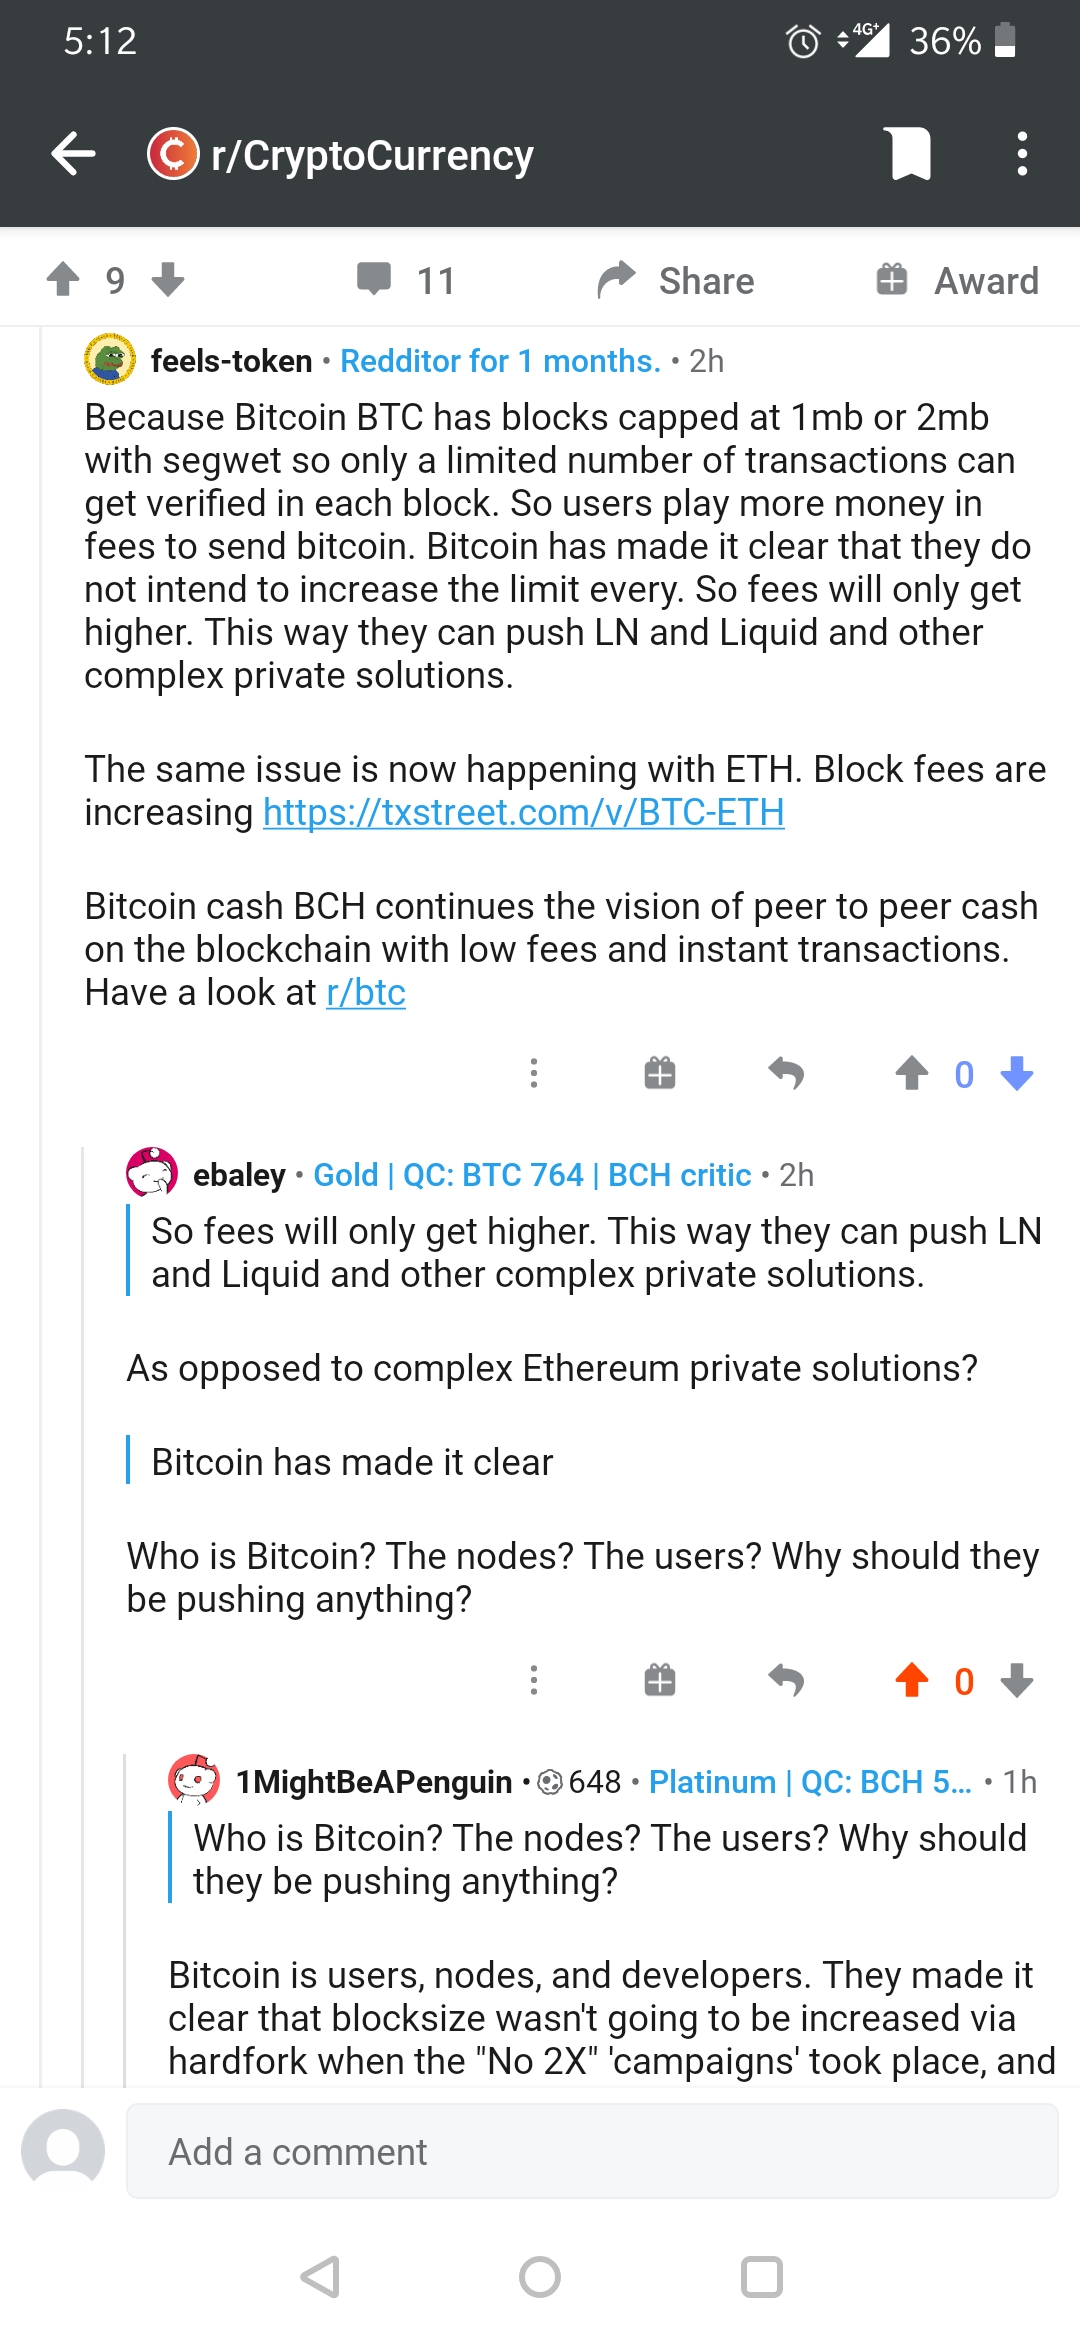 5:12
4G+ 36%
r/CryptoCurrency
9 11 Share Award
feels-token • Redditor for 1 months. • 2h
Because Bitcoin BTC has blocks capped at 1mb or 2mb
with segwet so only a limited number of transactions can
get verified in each block. So users play more money in
fees to send bitcoin. Bitcoin has made it clear that they do
not intend to increase the limit every. So fees will only get
higher. This way they can push LN and Liquid and other
complex private solutions.
The same issue is now happening with ETH. Block fees are
increasing https://txstreet.com/v/BTC-ETH
Bitcoin cash BCH continues the vision of peer to peer cash
on the blockchain with low fees and instant transactions.
Have a look at r/btc
0
ebaley • Gold | QC: BTC 764 | BCH critic • 2h
So fees will only get higher. This way they can push LN
and Liquid and other complex private solutions.
As opposed to complex Ethereum private solutions?
Bitcoin has made it clear
Who is Bitcoin? The nodes? The users? Why should they
be pushing anything?
0
1MightBeAPenguin • 648 • Platinum | QC: BCH 5... • 1h
Who is Bitcoin? The nodes? The users? Why should
they be pushing anything?
Bitcoin is users, nodes, and developers. They made it
clear that blocksize wasn't going to be increased via
hardfork when the "No 2X" 'campaigns' took place, and
Add a comment